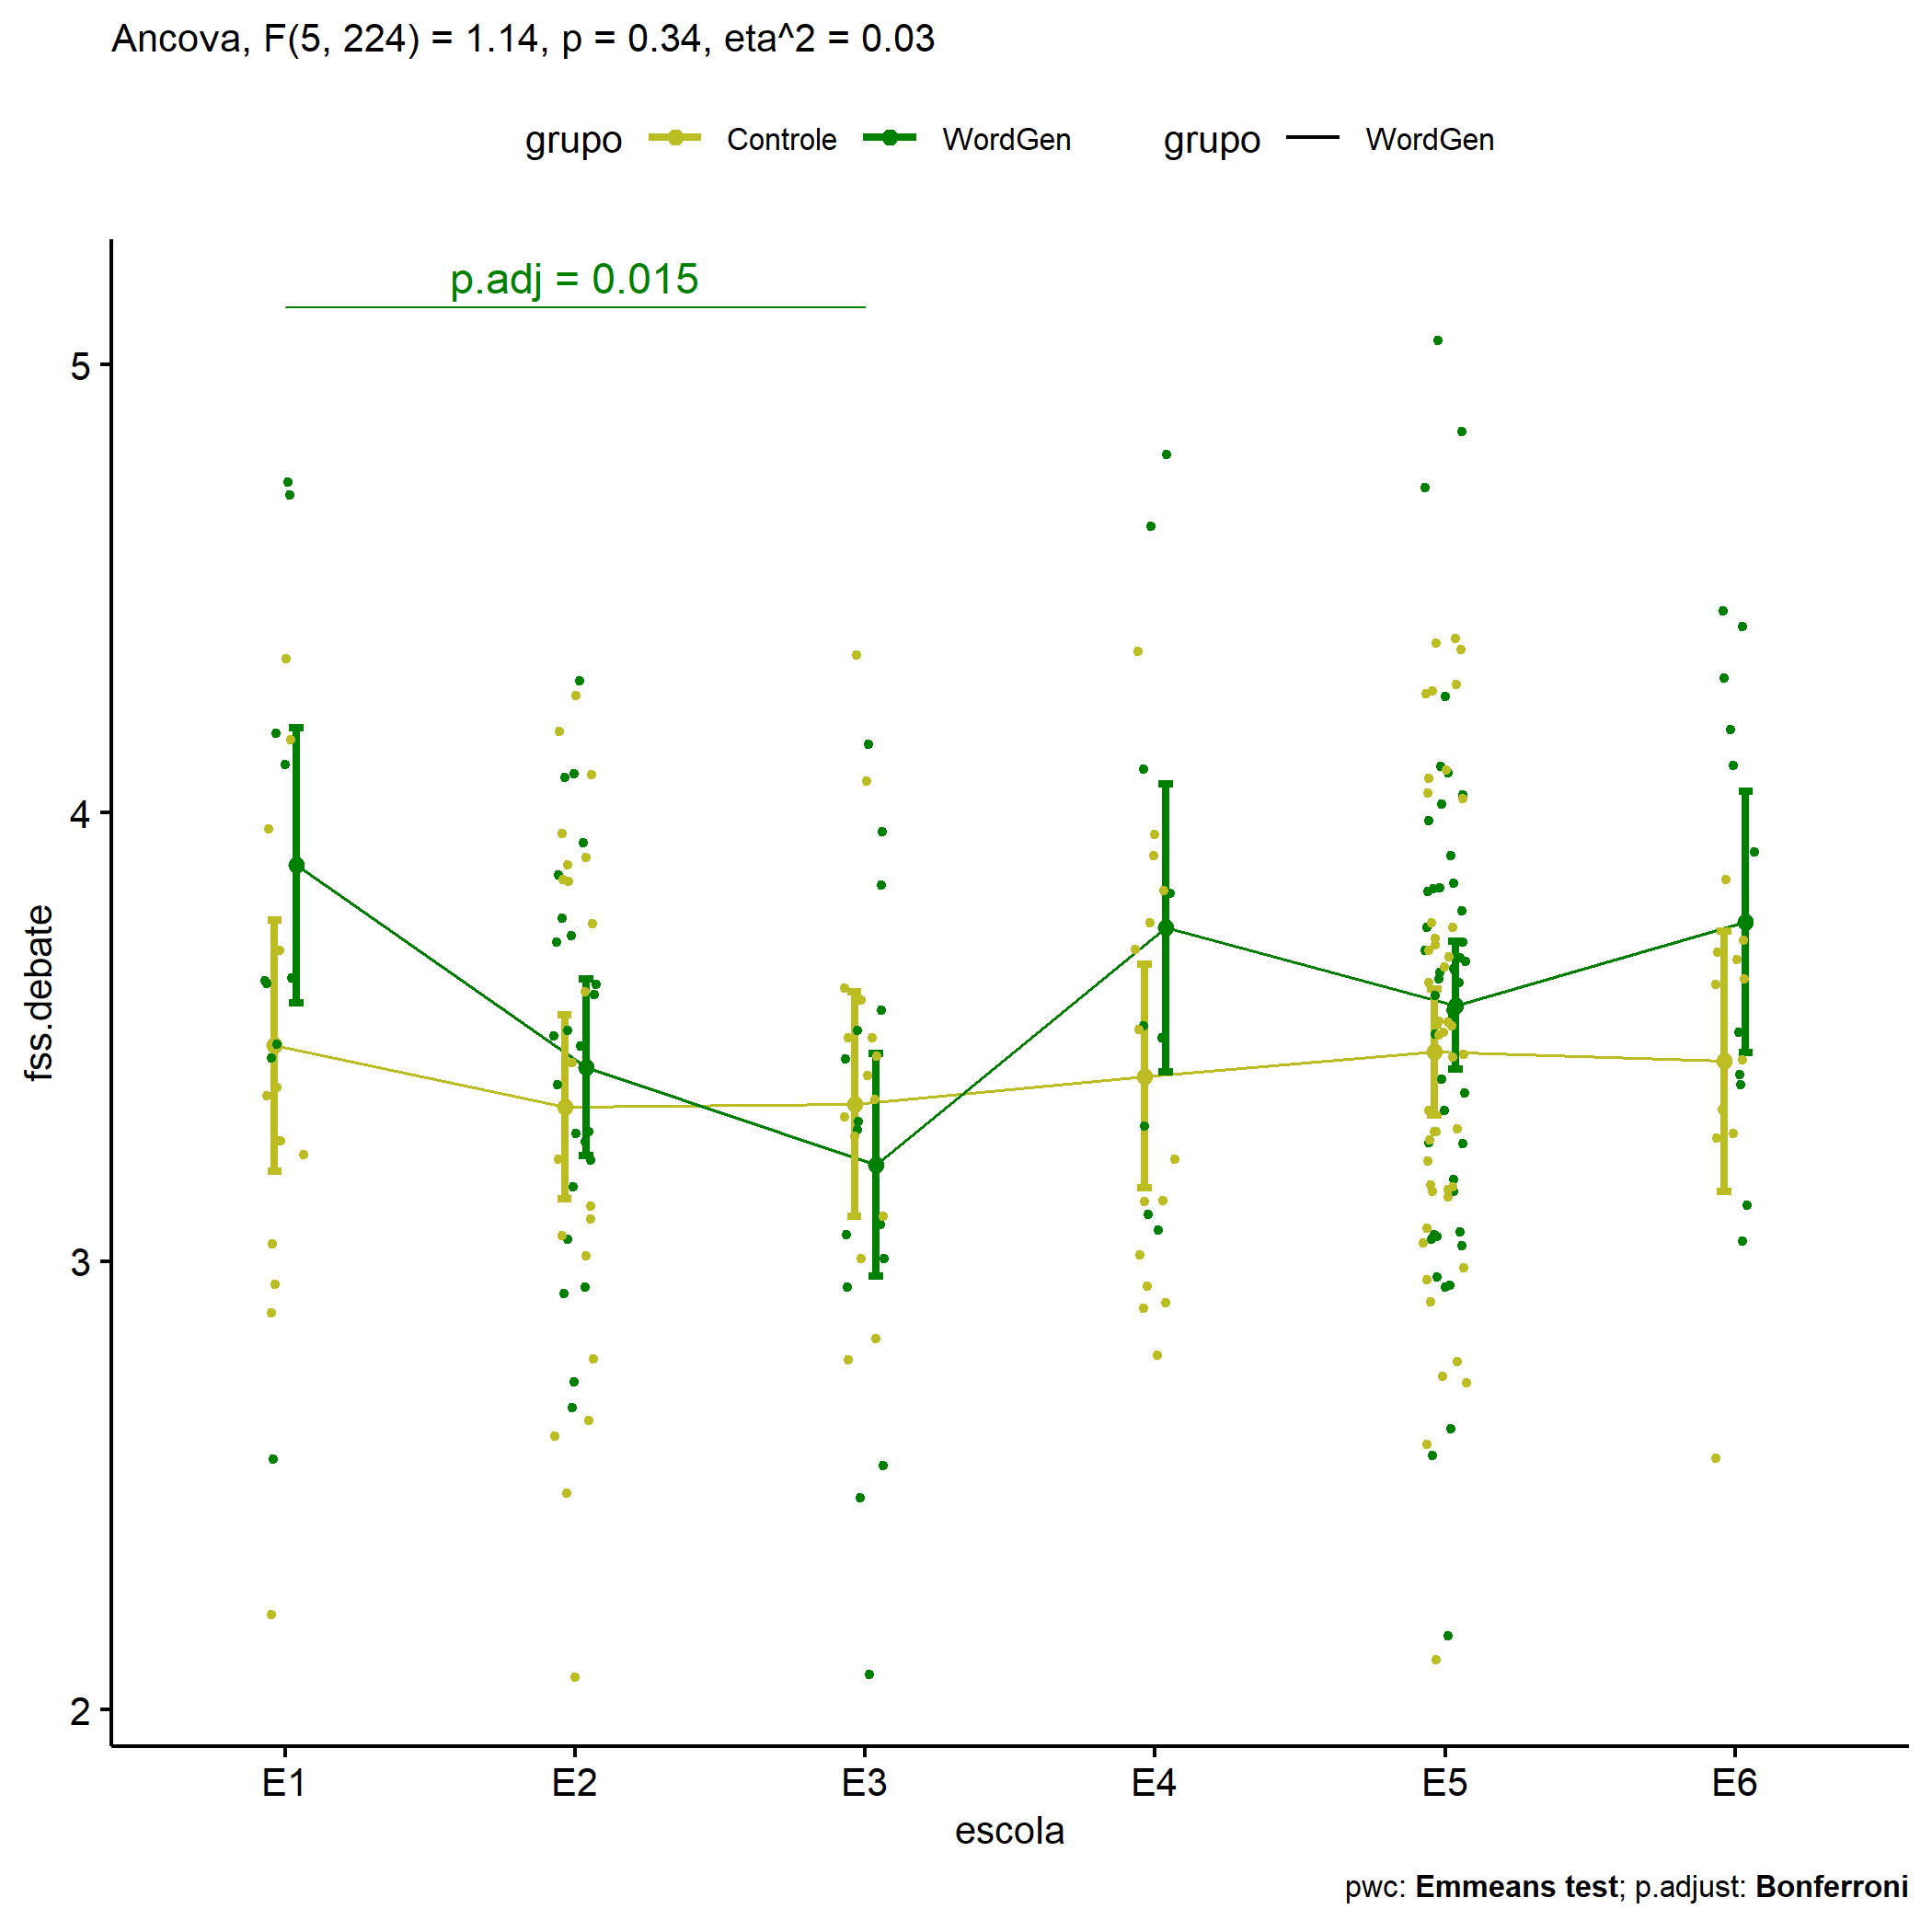 Ancova, F(5, 224) = 1.14, p = 0.34, eta^2 = 0.03
grupo Controle WordGen grupo WordGen
p.adj = 0.015
5
4
3
2
fss.debate
E1 E2 E3 E4 E5 E6
escola
pwc: Emmeans test; p.adjust: Bonferroni